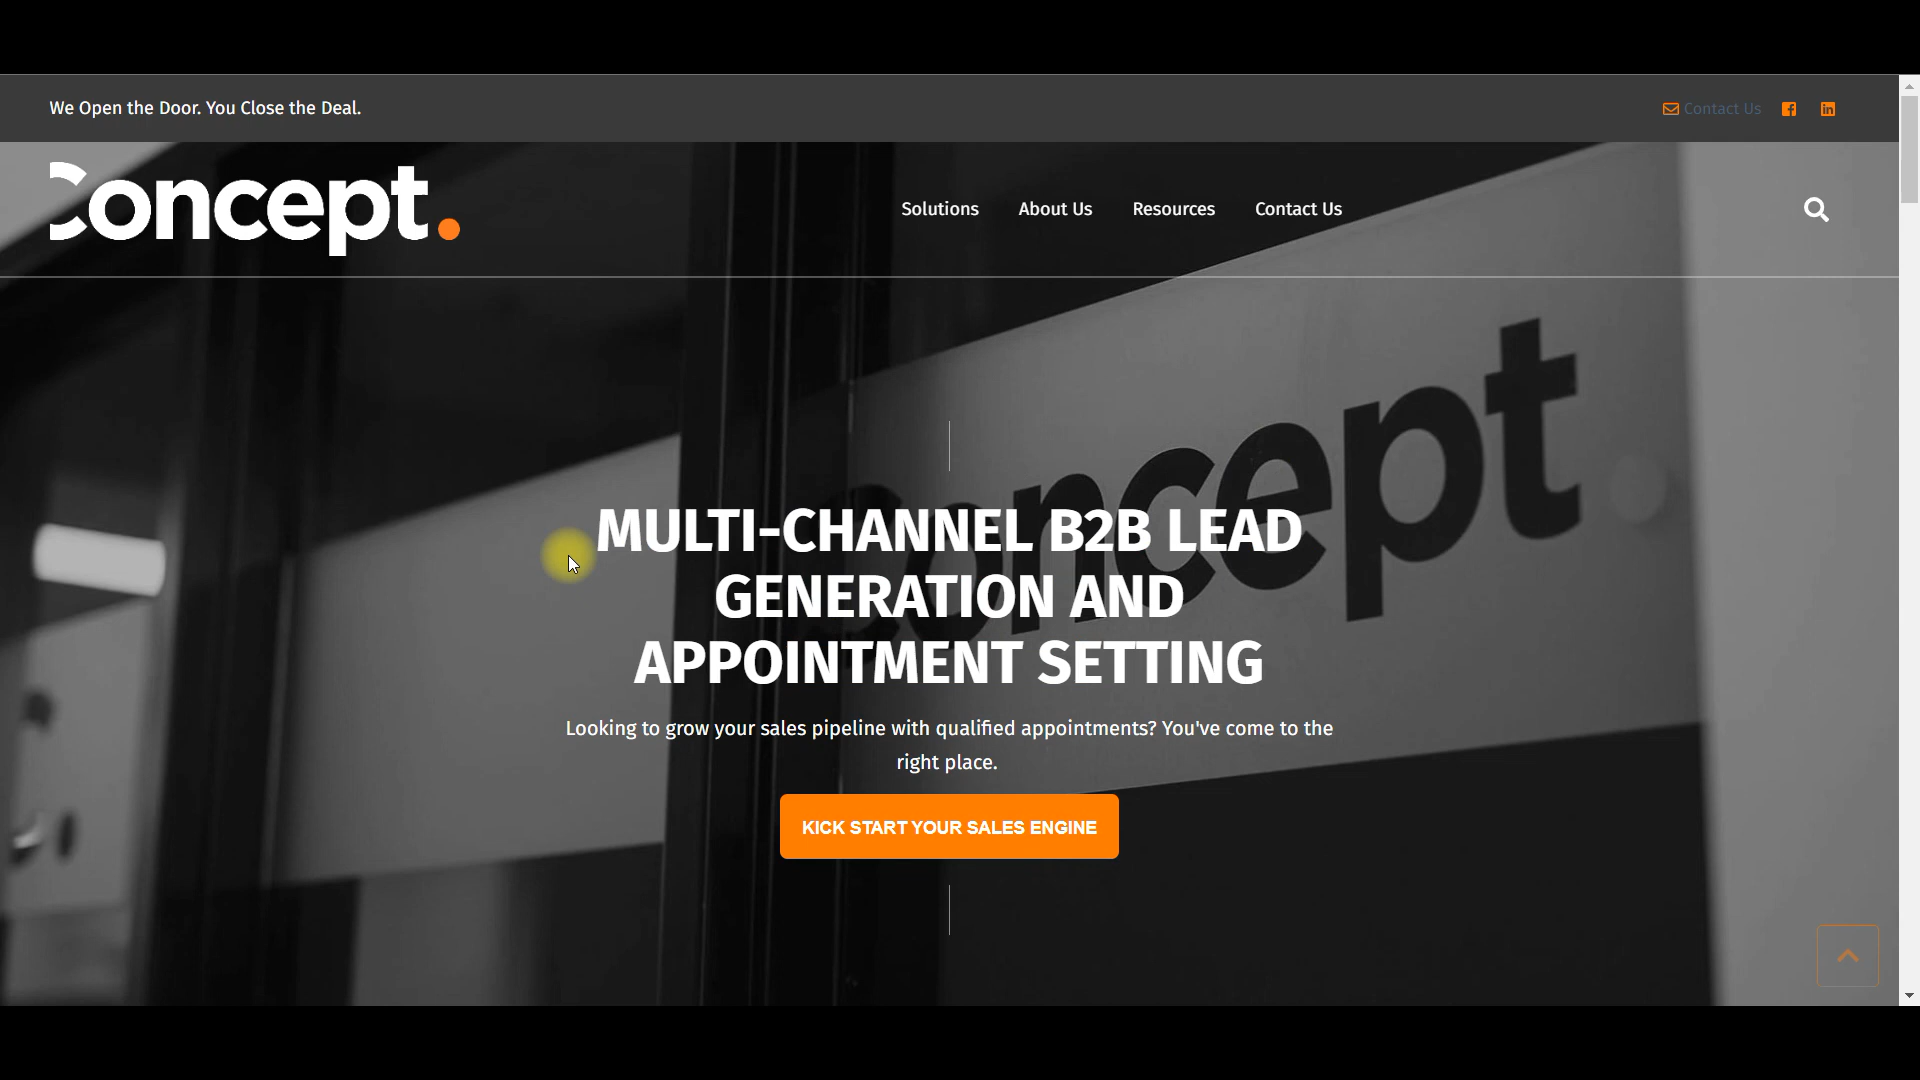 We Open the Door. You Close the Deal.
Contact Us
Concept.
Solutions
About Us
Resources
Contact Us
concept
MULTI-CHANNEL B2B LEAD
GENERATION AND
APPOINTMENT SETTING
Looking to grow your sales pipeline with qualified appointments? You've come to the
right place.
KICK START YOUR SALES ENGINE